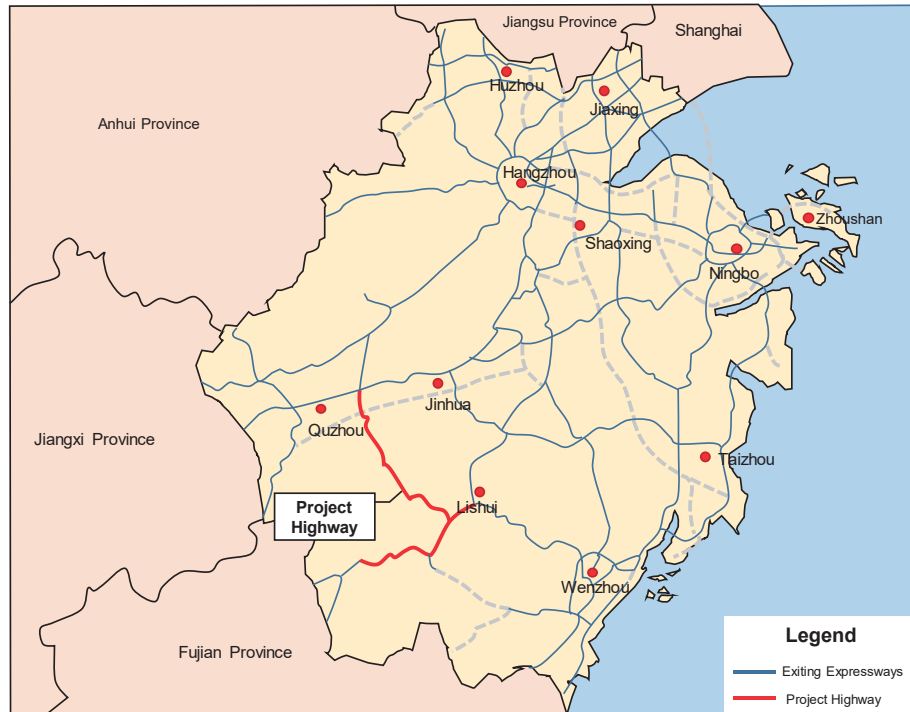 Jiangsu Province
Shanghai
Huzhou
Jiaxing
Anhui Province
Hangzhou
Zhoushan
Shaoxing
Ningbo
Jinhua
Quzhou
Jiangxi Province
Taizhou
Project
Highway
Lishui
Wenzhou
Fujian Province
Legend
Exiting Expressways
Project Highway